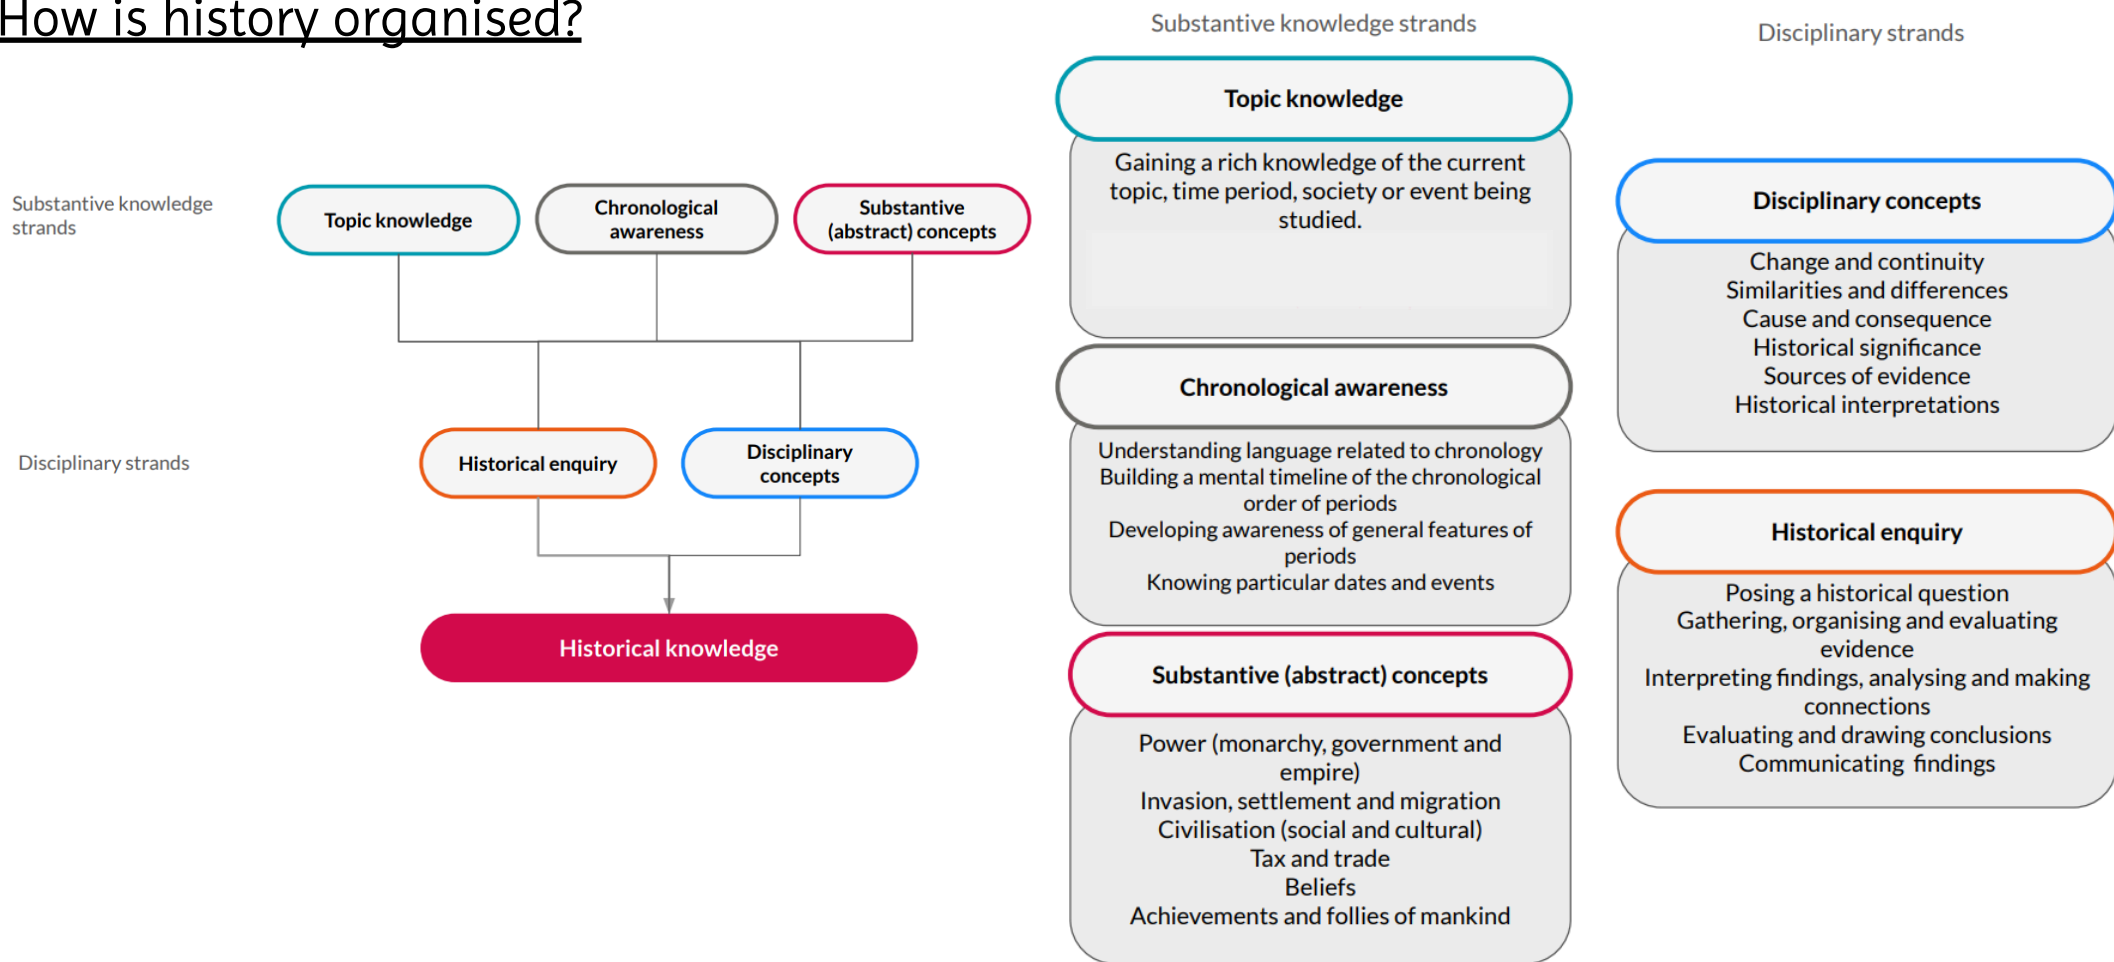 How is history organised?
Substantive knowledge
strands
Topic knowledge
Chronological
awareness
Substantive
(abstract) concepts
Disciplinary strands
Historical enquiry
Disciplinary
concepts
Historical knowledge
Substantive knowledge strands
Topic knowledge
Gaining a rich knowledge of the current
topic, time period, society or event being
studied.
Chronological awareness
Understanding language related to chronology
Building a mental timeline of the chronological
order of periods
Developing awareness of general features of
periods
Knowing particular dates and events
Substantive (abstract) concepts
Power (monarchy, government and
empire)
Invasion, settlement and migration
Civilisation (social and cultural)
Tax and trade
Beliefs
Achievements and follies of mankind
Disciplinary strands
Disciplinary concepts
Change and continuity
Similarities and differences
Cause and consequence
Historical significance
Sources of evidence
Historical interpretations
Historical enquiry
Posing a historical question
Gathering, organising and evaluating
evidence
Interpreting findings, analysing and making
connections
Evaluating and drawing conclusions
Communicating findings